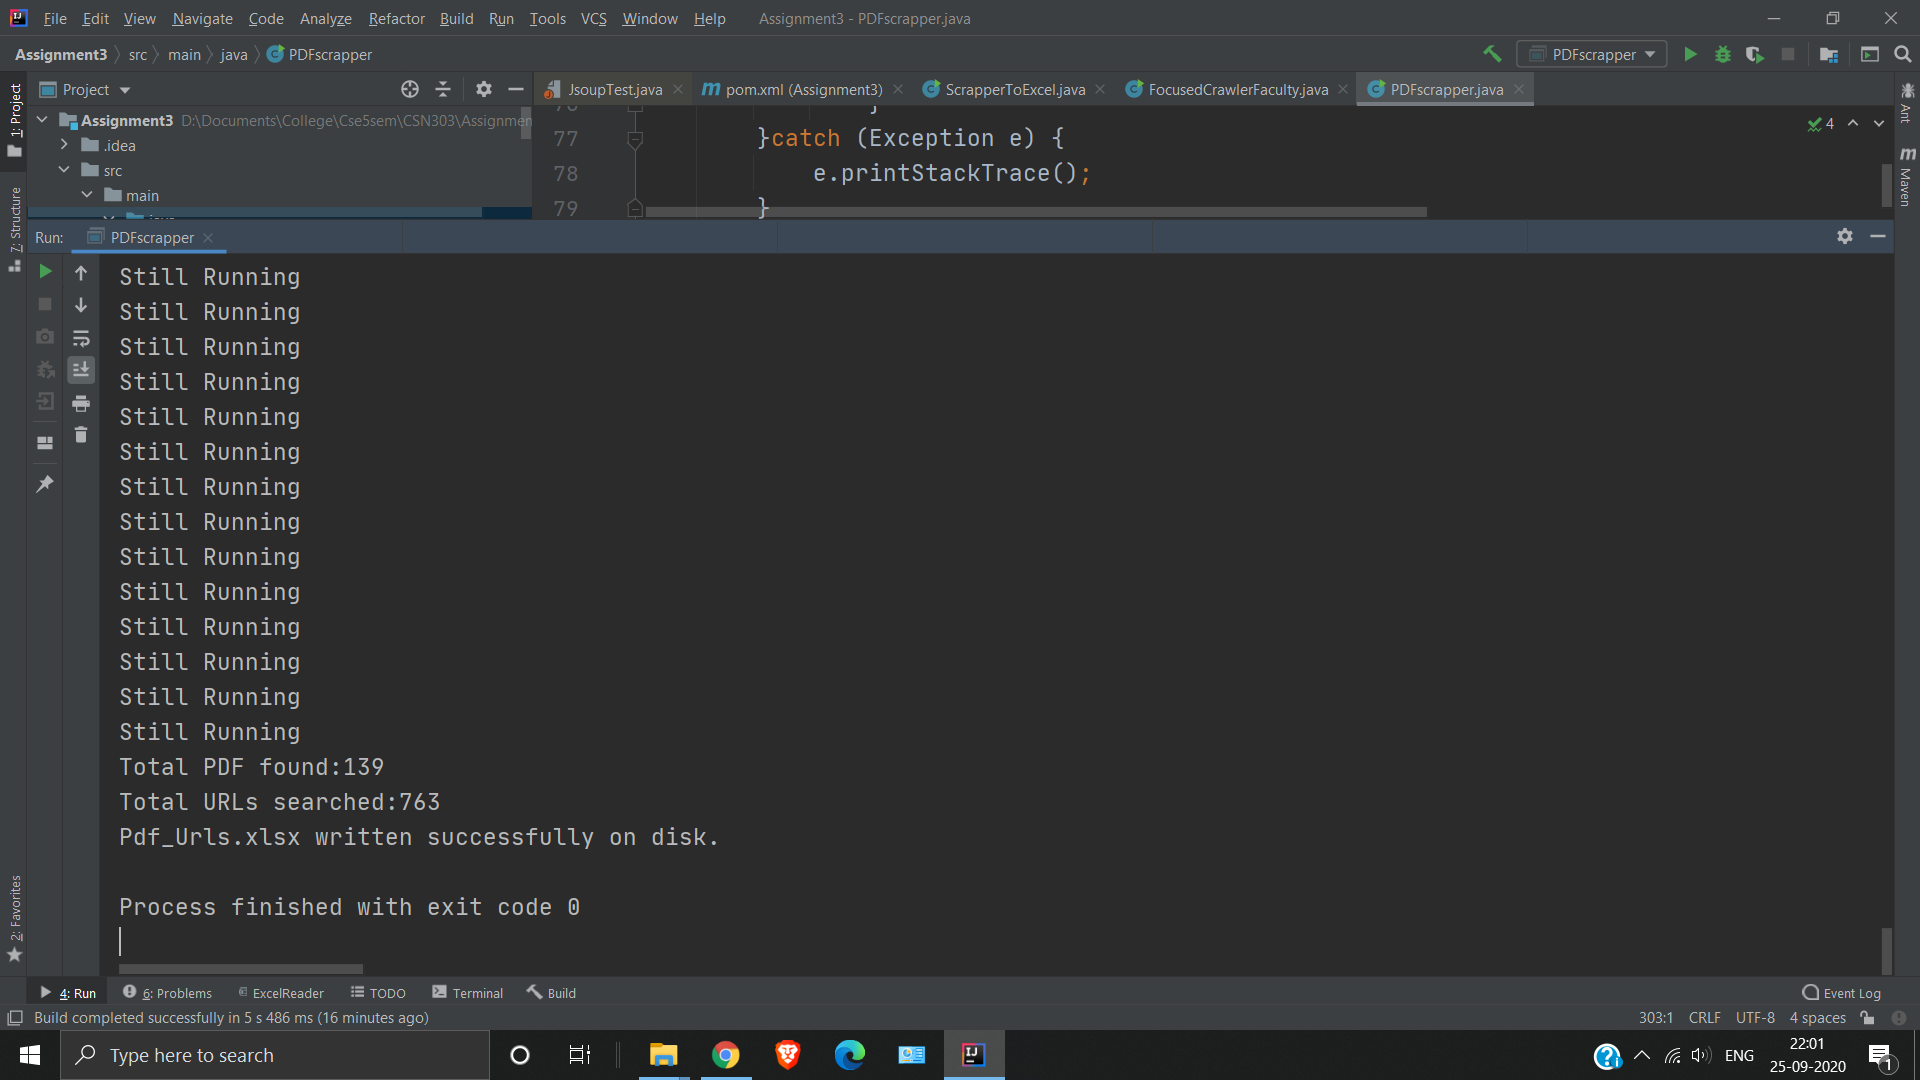 File Edit View Navigate Code Analyze Refactor Build Run Tools VCS Window Help Assignment3 - PDFscrapper.java
Assignment3 src main java PDFscrapper PDFscrapper
Project JsoupTest.java pom.xml (Assignment3) ScrapperToExcel.java FocusedCrawlerFaculty.java PDFscrapper.java
Assignment3 D:\Documents\College\Cse5sem\CSN303\Assignmen
.idea
src
main
77 }catch (Exception e) {
78 e.printStackTrace();
79 }
4
1: Project
7: Structure
2: Favorites
Ant
Maven
Run: PDFscrapper
Still Running
Still Running
Still Running
Still Running
Still Running
Still Running
Still Running
Still Running
Still Running
Still Running
Still Running
Still Running
Still Running
Still Running
Total PDF found:139
Total URLs searched:763
Pdf_Urls.xlsx written successfully on disk.
Process finished with exit code 0
4: Run 6: Problems ExcelReader TODO Terminal Build Event Log
Build completed successfully in 5 s 486 ms (16 minutes ago) 303:1 CRLF UTF-8 4 spaces
Type here to search ENG 22:01
25-09-2020 1